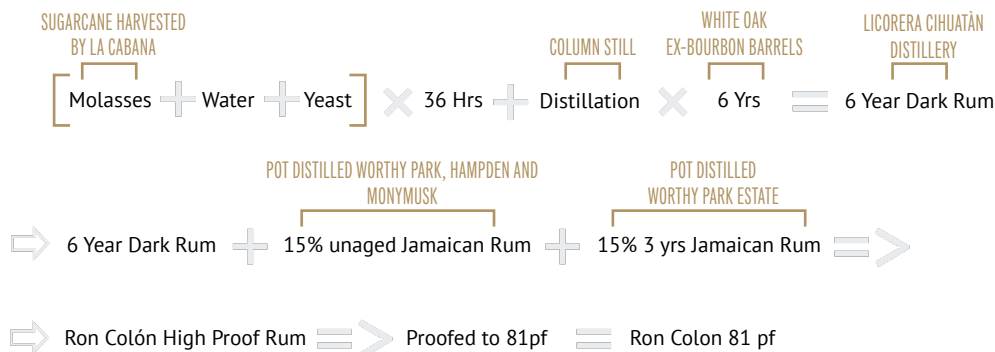 SUGARCANE HARVESTED
BY LA CABANA
COLUMN STILL
WHITE OAK
EX-BOURBON BARRELS
LICORERA CIHUATÀN
DISTILLERY
[Molasses + Water + Yeast] × 36 Hrs + Distillation × 6 Yrs = 6 Year Dark Rum
POT DISTILLED WORTHY PARK, HAMPDEN AND
MONYMUSK
POT DISTILLED
WORTHY PARK ESTATE
⇨ 6 Year Dark Rum + 15% unaged Jamaican Rum + 15% 3 yrs Jamaican Rum =>
⇨ Ron Colón High Proof Rum => Proofed to 81pf = Ron Colon 81 pf